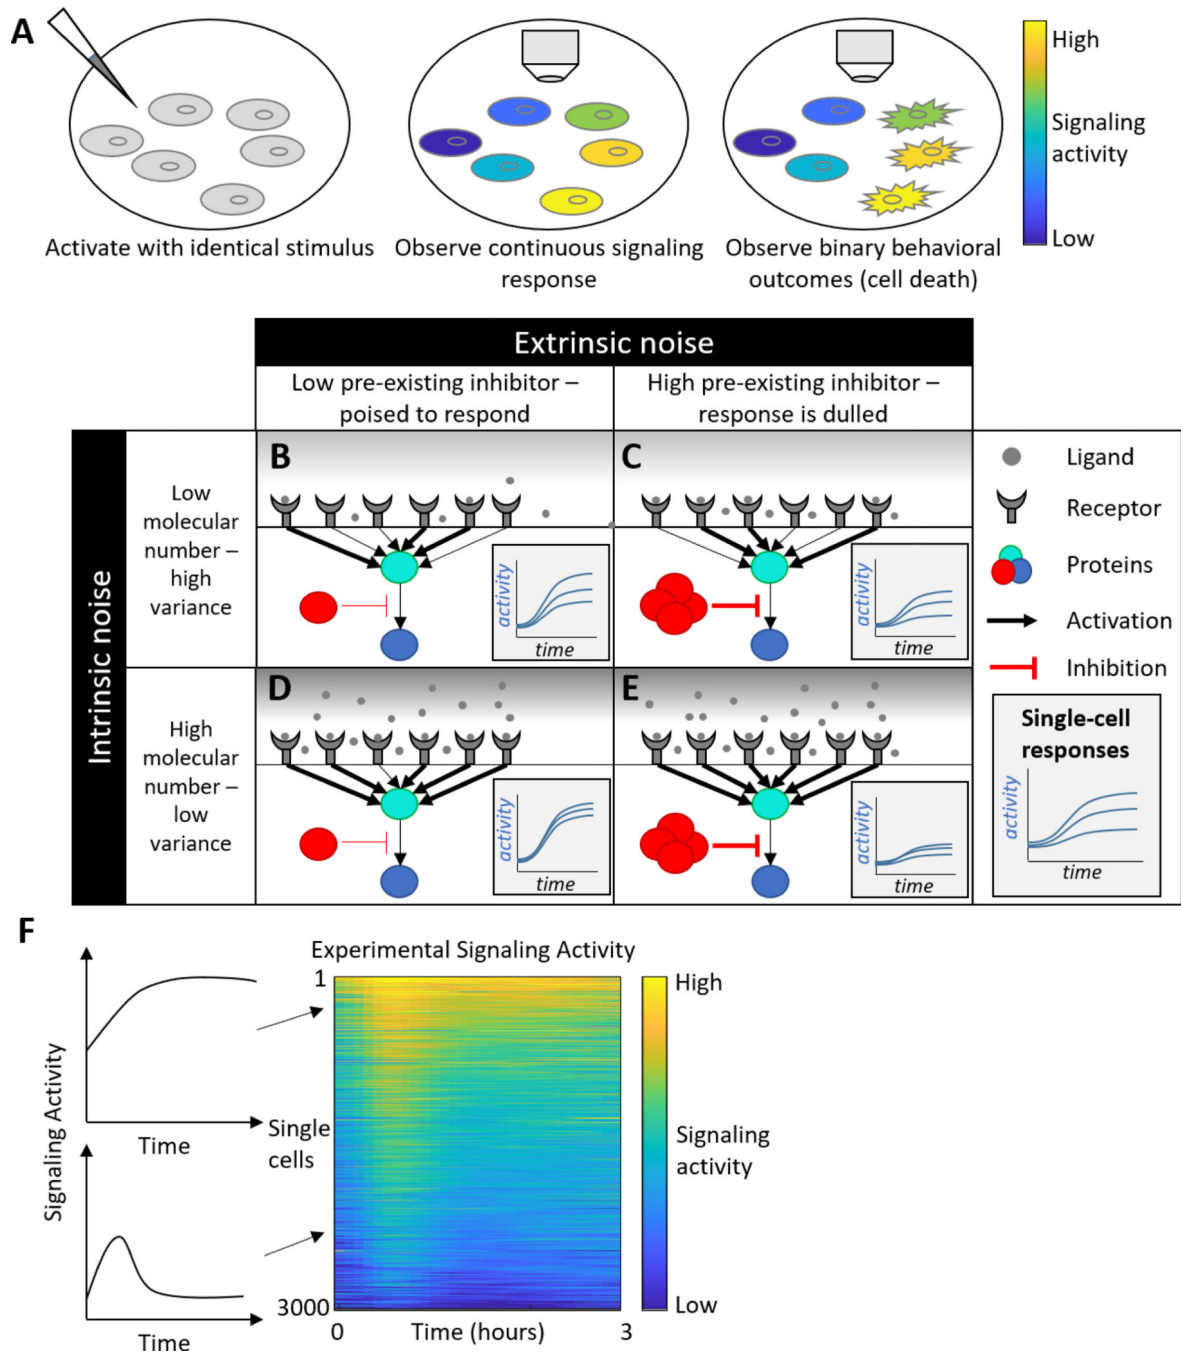 A
Activate with identical stimulus
Observe continuous signaling
response
Observe binary behavioral
outcomes (cell death)
High
Signaling
activity
Low
Extrinsic noise
Low pre-existing inhibitor –
poised to respond
High pre-existing inhibitor –
response is dulled
Intrinsic noise
Low
molecular
number –
high
variance
B
activity
time
C
activity
time
High
molecular
number –
low
variance
D
activity
time
E
activity
time
Ligand
Receptor
Proteins
Activation
Inhibition
Single-cell
responses
activity
time
F
Signaling Activity
Time
Time
Experimental Signaling Activity
1
Single
cells
3000
0
Time (hours)
3
High
Signaling
activity
Low